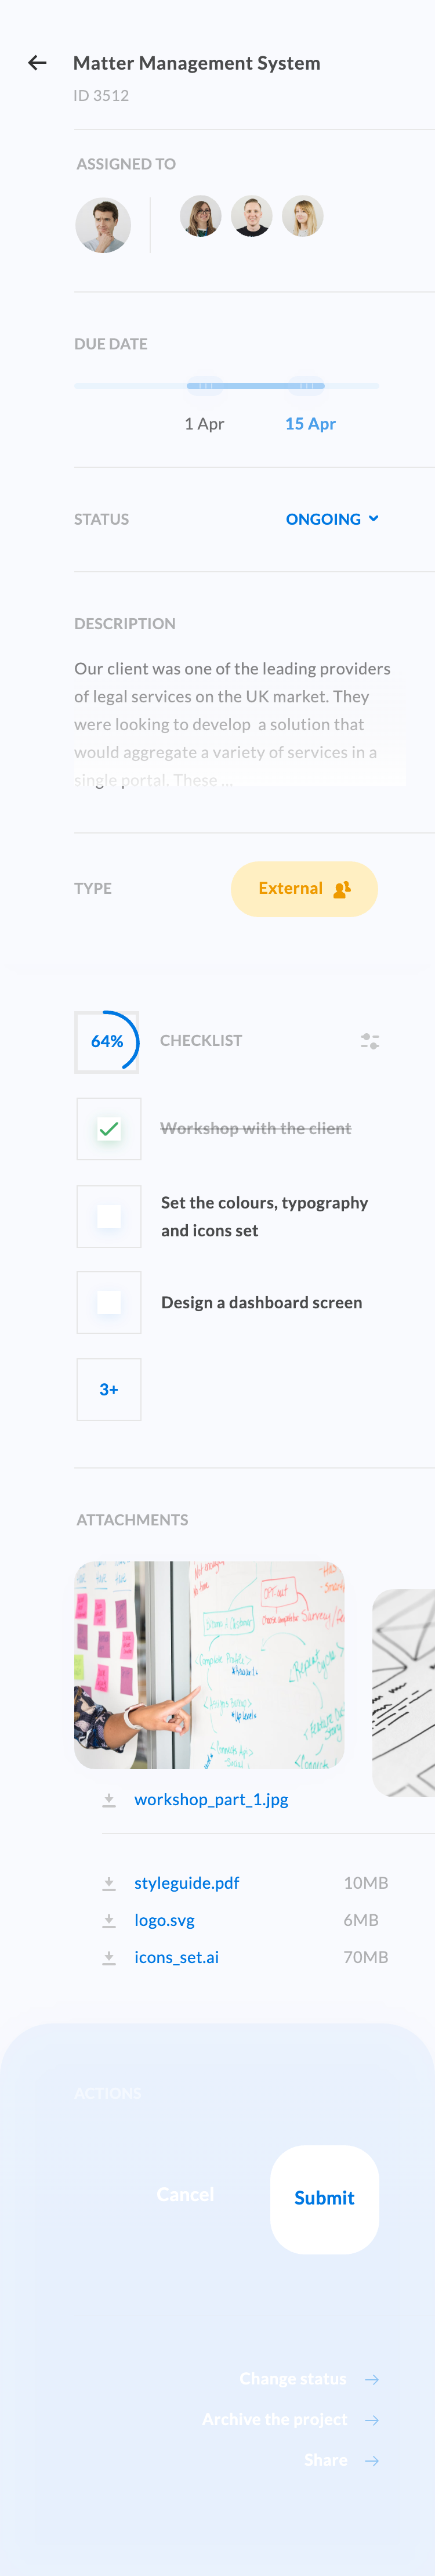 Matter Management System
ID 3512
ASSIGNED TO
DUE DATE
1 Apr 15 Apr
STATUS ONGOING
DESCRIPTION
Our client was one of the leading providers
of legal services on the UK market. They
were looking to develop  a solution that
would aggregate a variety of services in a
single portal. These ...
TYPE External
64% CHECKLIST
Workshop with the client
Set the colours, typography
and icons set
Design a dashboard screen
3+
ATTACHMENTS
OPT-out
workshop_part_1.jpg
styleguide.pdf 10MB
logo.svg 6MB
icons_set.ai 70MB
ACTIONS
Cancel Submit
Change status
Archive the project
Share